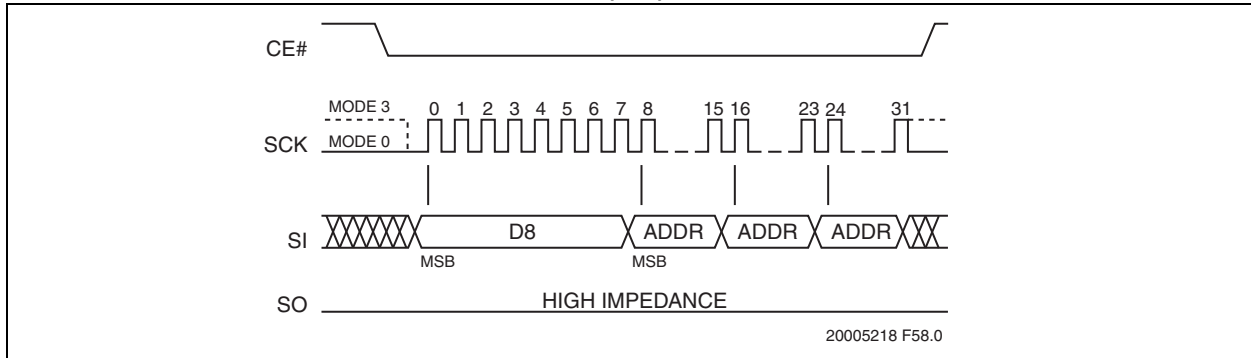 CE#
MODE 3
0 1 2 3 4 5 6 7 8 15 16 23 24 31
SCK MODE 0
SI D8 ADDR ADDR ADDR
MSB MSB
SO HIGH IMPEDANCE
20005218 F58.0